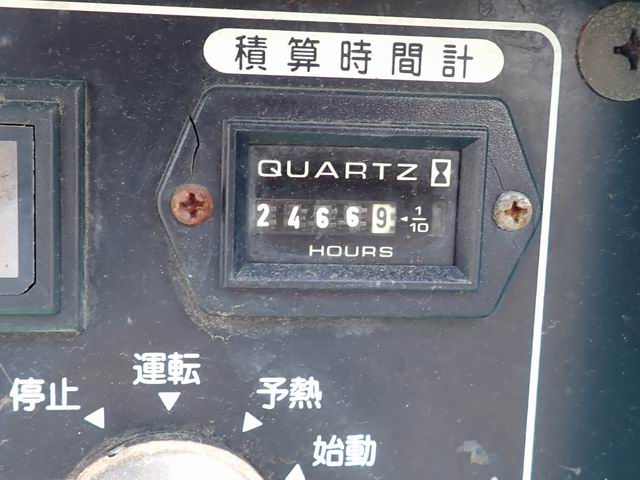 積算時間計
QUARTZ
24669 1/10
HOURS
運転
停止 予熱
始動